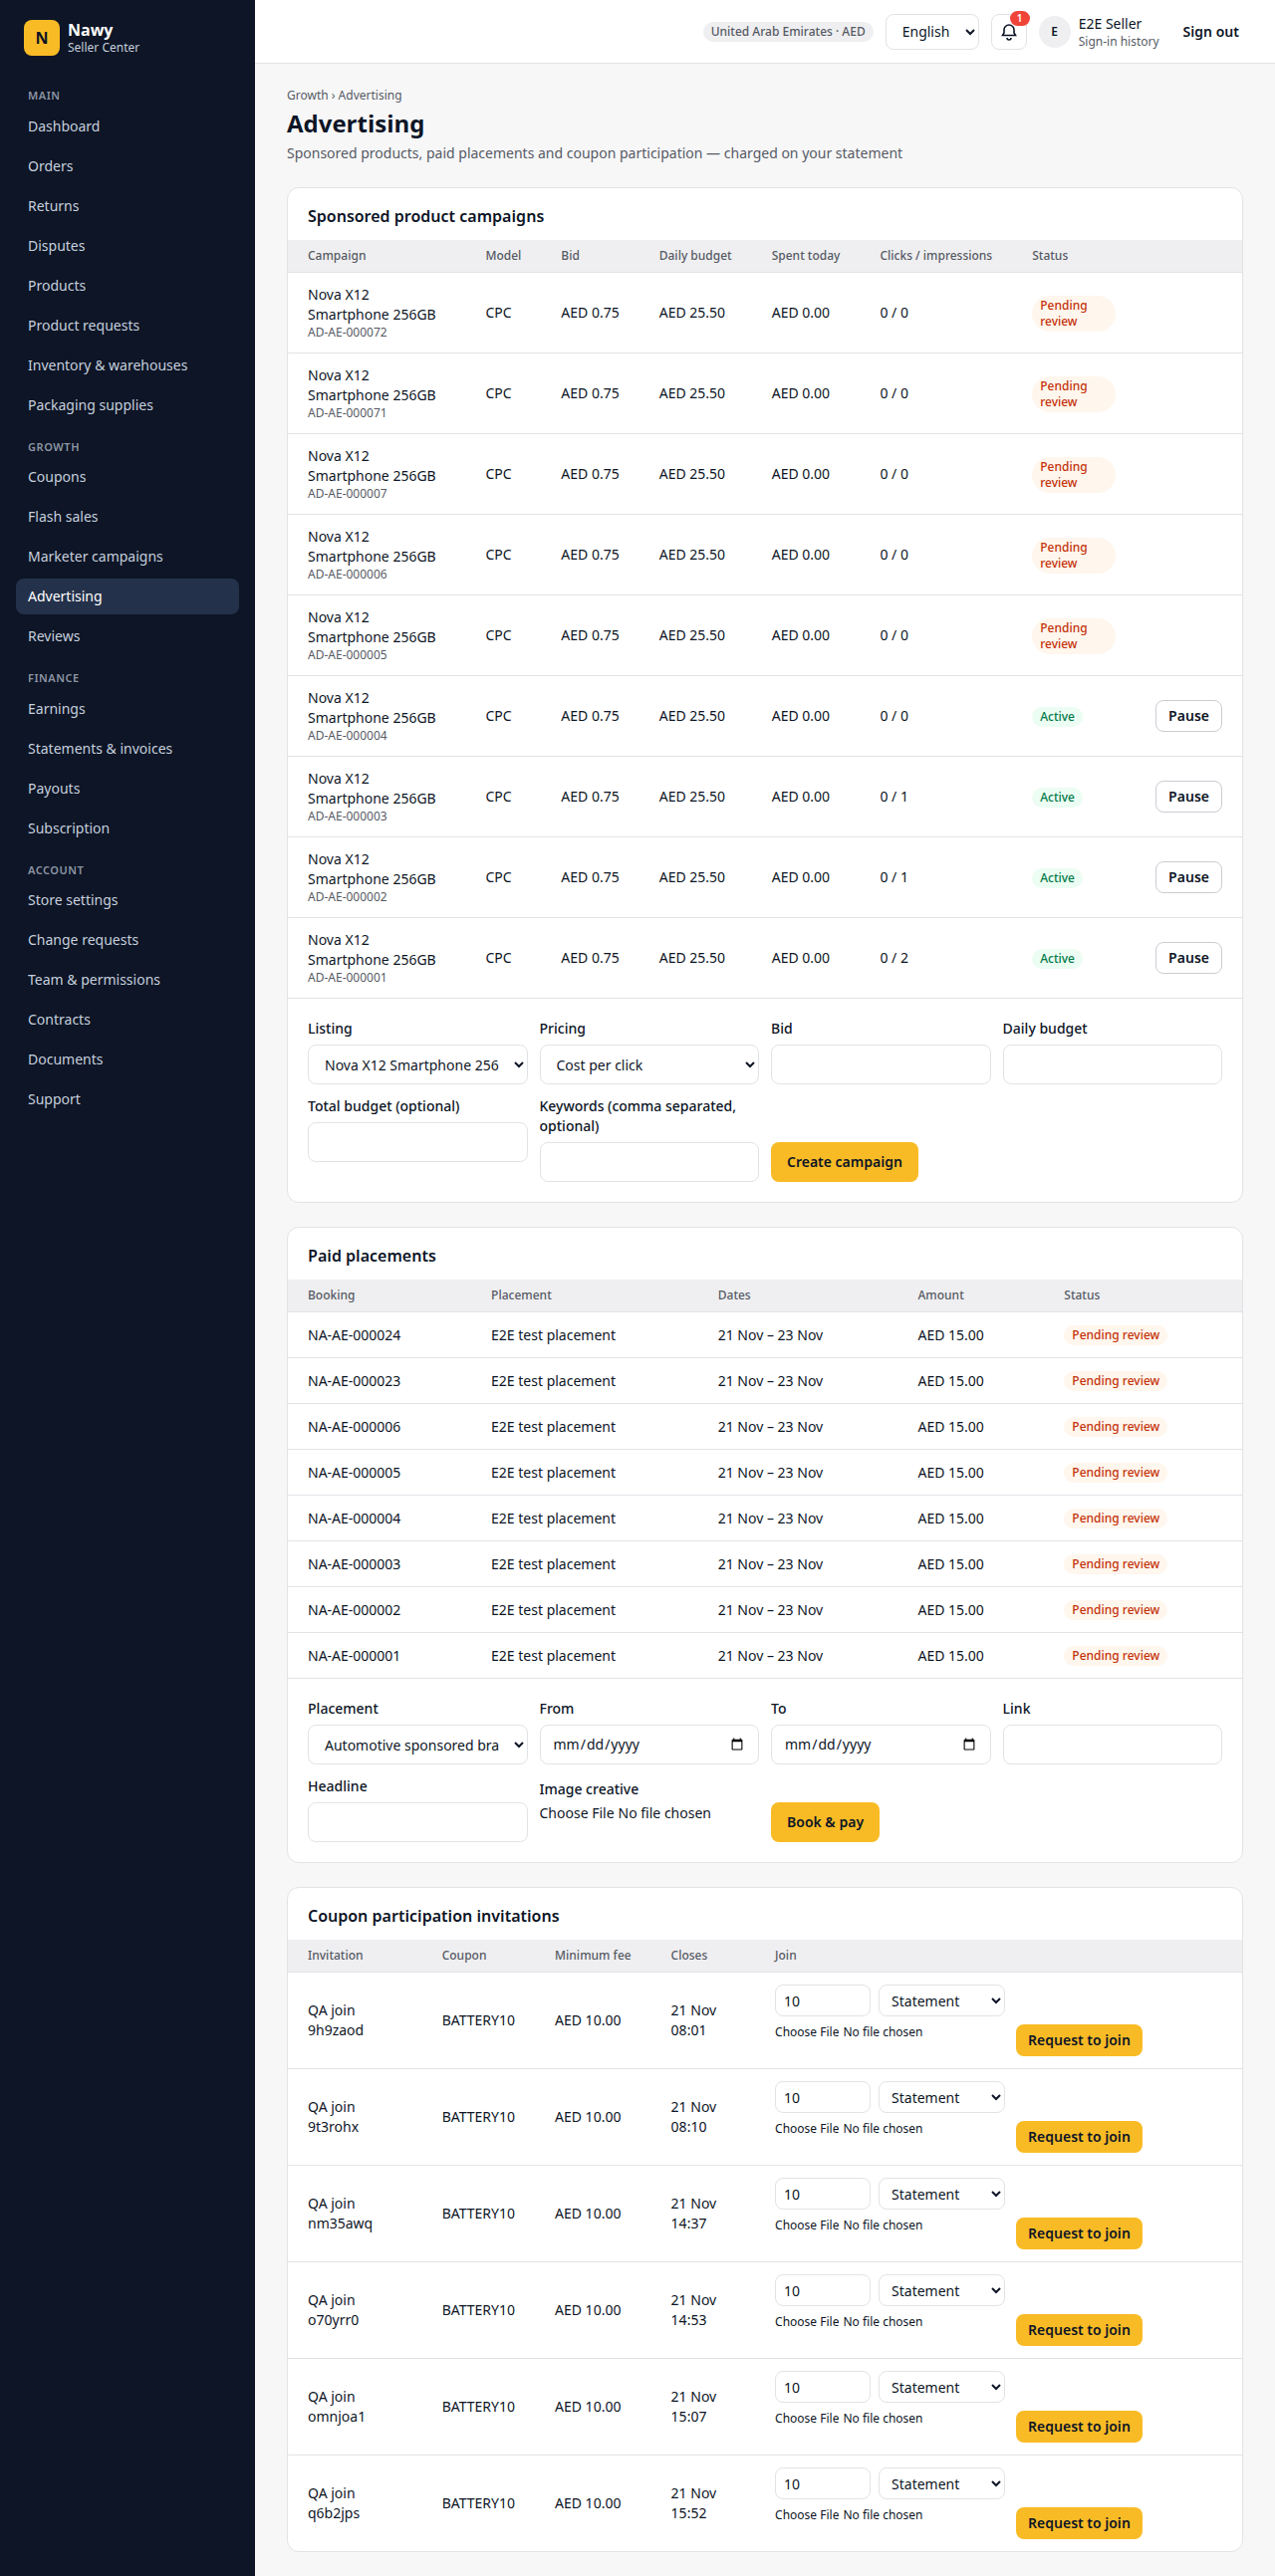 N
Nawy
Seller Center
MAIN
Dashboard
Orders
Returns
Disputes
Products
Product requests
Inventory & warehouses
Packaging supplies
GROWTH
Coupons
Flash sales
Marketer campaigns
Advertising
Reviews
FINANCE
Earnings
Statements & invoices
Payouts
Subscription
ACCOUNT
Store settings
Change requests
Team & permissions
Contracts
Documents
Support
United Arab Emirates · AED
English
1
E
E2E Seller
Sign-in history
Sign out
Growth › Advertising
Advertising
Sponsored products, paid placements and coupon participation — charged on your statement
Sponsored product campaigns
Campaign Model Bid Daily budget Spent today Clicks / impressions Status
Nova X12
Smartphone 256GB
AD-AE-000072
CPC AED 0.75 AED 25.50 AED 0.00 0 / 0
Pending
review
Nova X12
Smartphone 256GB
AD-AE-000071
CPC AED 0.75 AED 25.50 AED 0.00 0 / 0
Pending
review
Nova X12
Smartphone 256GB
AD-AE-000007
CPC AED 0.75 AED 25.50 AED 0.00 0 / 0
Pending
review
Nova X12
Smartphone 256GB
AD-AE-000006
CPC AED 0.75 AED 25.50 AED 0.00 0 / 0
Pending
review
Nova X12
Smartphone 256GB
AD-AE-000005
CPC AED 0.75 AED 25.50 AED 0.00 0 / 0
Pending
review
Nova X12
Smartphone 256GB
AD-AE-000004
CPC AED 0.75 AED 25.50 AED 0.00 0 / 0 Active Pause
Nova X12
Smartphone 256GB
AD-AE-000003
CPC AED 0.75 AED 25.50 AED 0.00 0 / 1 Active Pause
Nova X12
Smartphone 256GB
AD-AE-000002
CPC AED 0.75 AED 25.50 AED 0.00 0 / 1 Active Pause
Nova X12
Smartphone 256GB
AD-AE-000001
CPC AED 0.75 AED 25.50 AED 0.00 0 / 2 Active Pause
Listing Pricing Bid Daily budget
Nova X12 Smartphone 256 Cost per click
Total budget (optional)
Keywords (comma separated,
optional)
Create campaign
Paid placements
Booking Placement Dates Amount Status
NA-AE-000024 E2E test placement 21 Nov – 23 Nov AED 15.00 Pending review
NA-AE-000023 E2E test placement 21 Nov – 23 Nov AED 15.00 Pending review
NA-AE-000006 E2E test placement 21 Nov – 23 Nov AED 15.00 Pending review
NA-AE-000005 E2E test placement 21 Nov – 23 Nov AED 15.00 Pending review
NA-AE-000004 E2E test placement 21 Nov – 23 Nov AED 15.00 Pending review
NA-AE-000003 E2E test placement 21 Nov – 23 Nov AED 15.00 Pending review
NA-AE-000002 E2E test placement 21 Nov – 23 Nov AED 15.00 Pending review
NA-AE-000001 E2E test placement 21 Nov – 23 Nov AED 15.00 Pending review
Placement From To Link
Automotive sponsored bra mm/dd/yyyy mm/dd/yyyy
Headline Image creative
Choose File No file chosen
Book & pay
Coupon participation invitations
Invitation Coupon Minimum fee Closes Join
QA join
9h9zaod
BATTERY10 AED 10.00
21 Nov
08:01
10 Statement
Choose File No file chosen
Request to join
QA join
9t3rohx
BATTERY10 AED 10.00
21 Nov
08:10
10 Statement
Choose File No file chosen
Request to join
QA join
nm35awq
BATTERY10 AED 10.00
21 Nov
14:37
10 Statement
Choose File No file chosen
Request to join
QA join
o70yrr0
BATTERY10 AED 10.00
21 Nov
14:53
10 Statement
Choose File No file chosen
Request to join
QA join
omnjoa1
BATTERY10 AED 10.00
21 Nov
15:07
10 Statement
Choose File No file chosen
Request to join
QA join
q6b2jps
BATTERY10 AED 10.00
21 Nov
15:52
10 Statement
Choose File No file chosen
Request to join